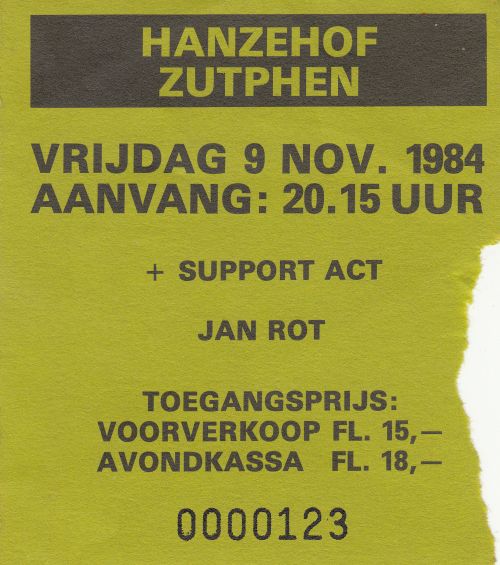 HANZEHOF
ZUTPHEN
VRIJDAG 9 NOV. 1984
AANVANG: 20.15 UUR
+ SUPPORT ACT
JAN ROT
TOEGANGSPRIJS:
VOORVERKOOP FL. 15,—
AVONDKASSA FL. 18,—
0000123